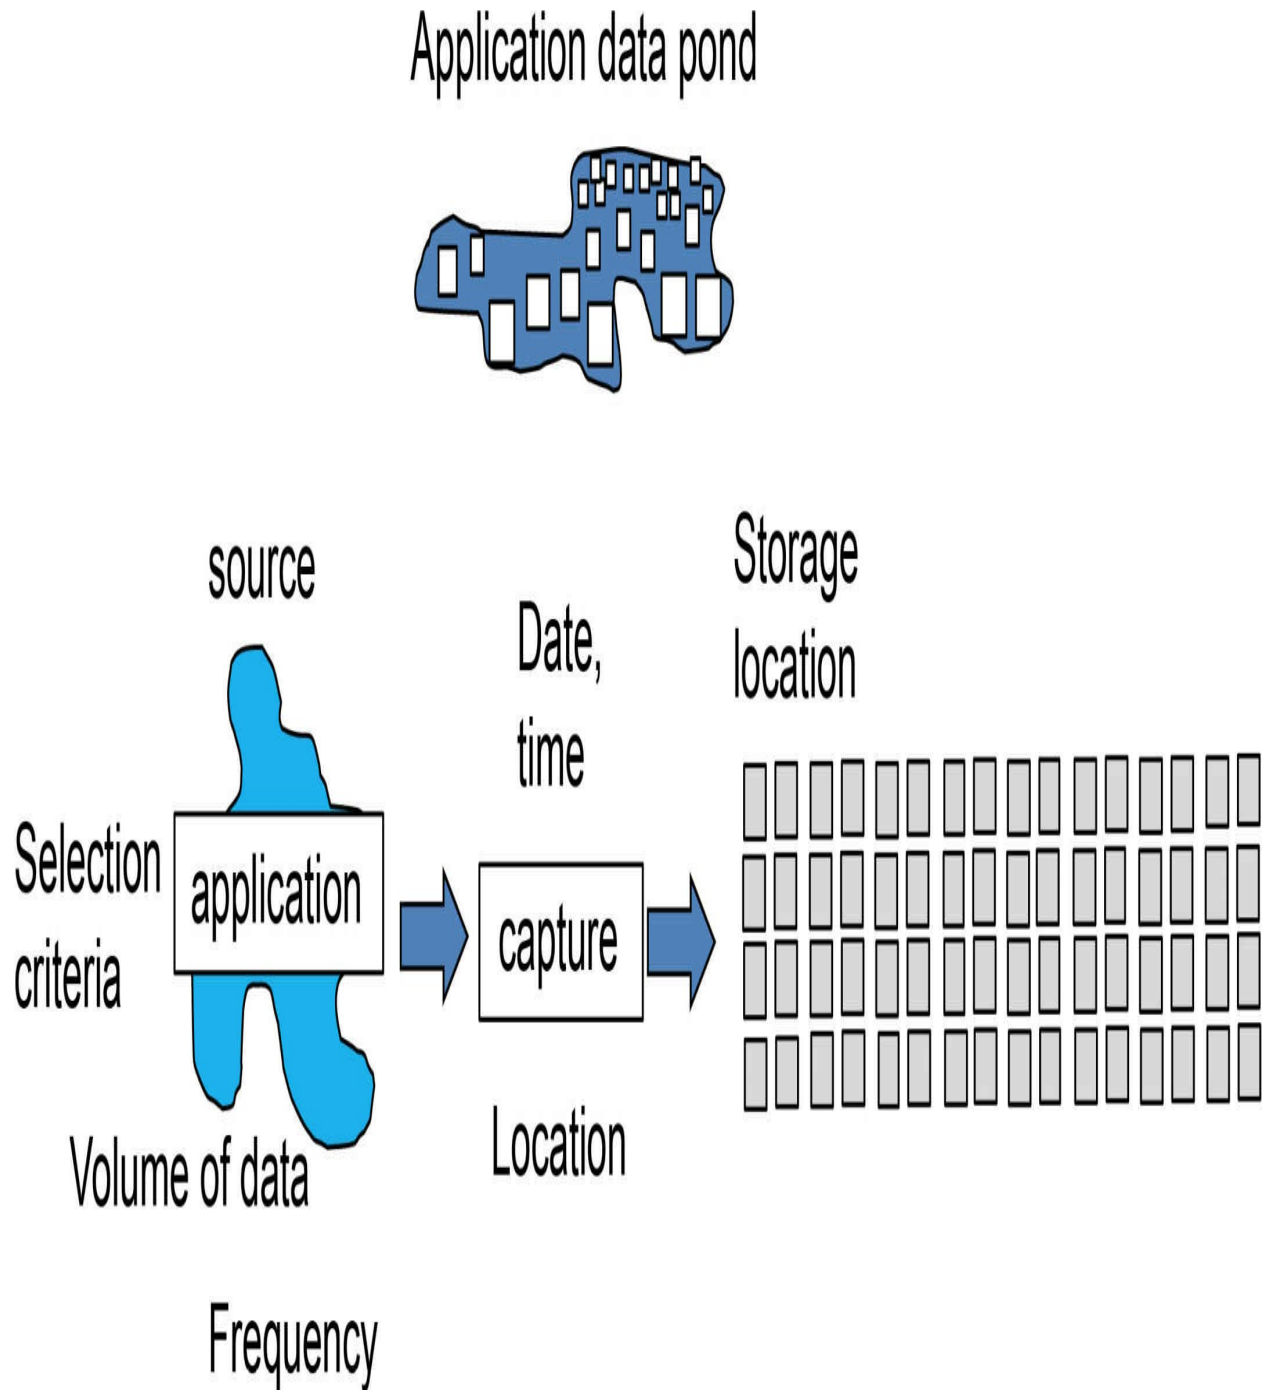 Application data pond
source
Storage
location
Date,
time
Selection
criteria
application
capture
Location
Volume of data
Frequency